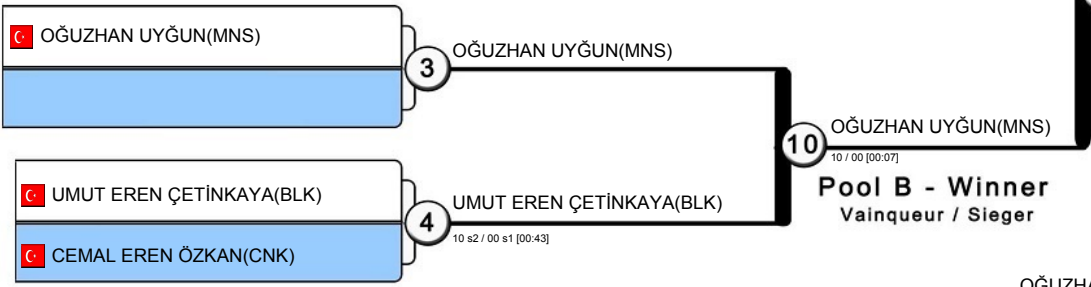 OĞUZHAN UYĞUN(MNS)
3
OĞUZHAN UYĞUN(MNS)
10
OĞUZHAN UYĞUN(MNS)
10 / 00 [00:07]
Pool B - Winner
Vainqueur / Sieger
UMUT EREN ÇETİNKAYA(BLK)
4
UMUT EREN ÇETİNKAYA(BLK)
10 s2 / 00 s1 [00:43]
CEMAL EREN ÖZKAN(CNK)